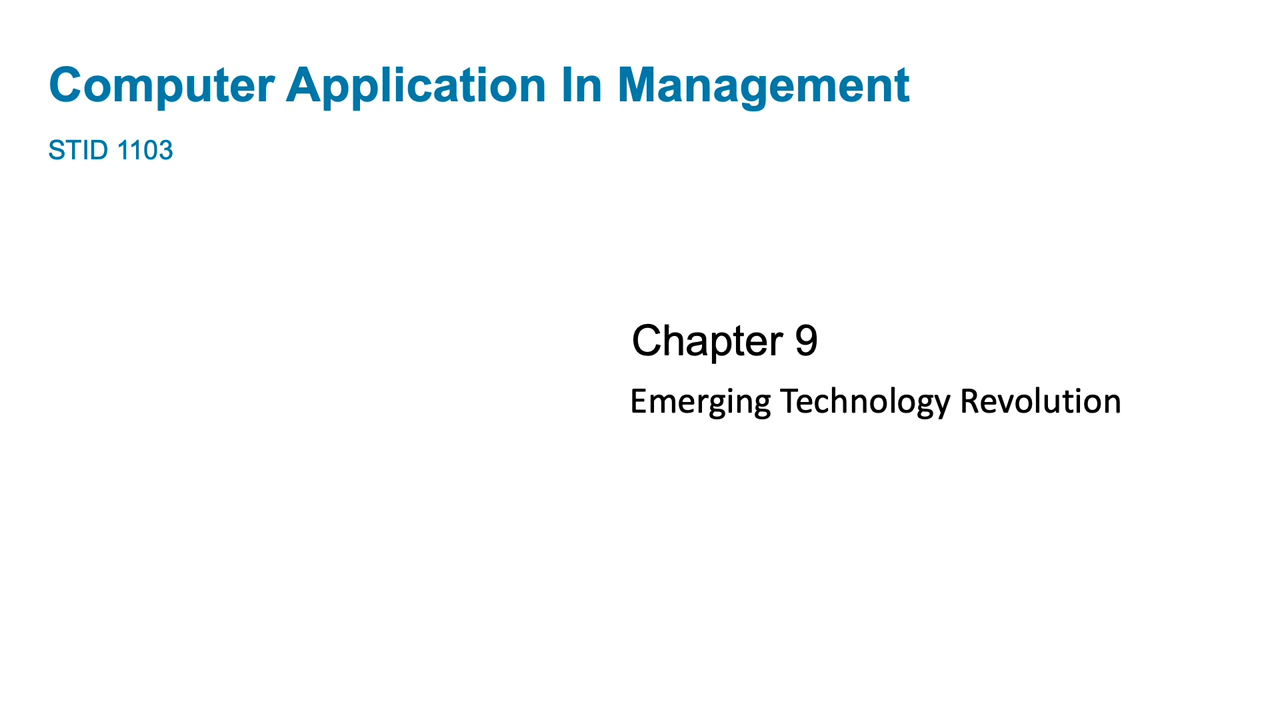 Computer Application In Management
STID 1103
Chapter 9
Emerging Technology Revolution